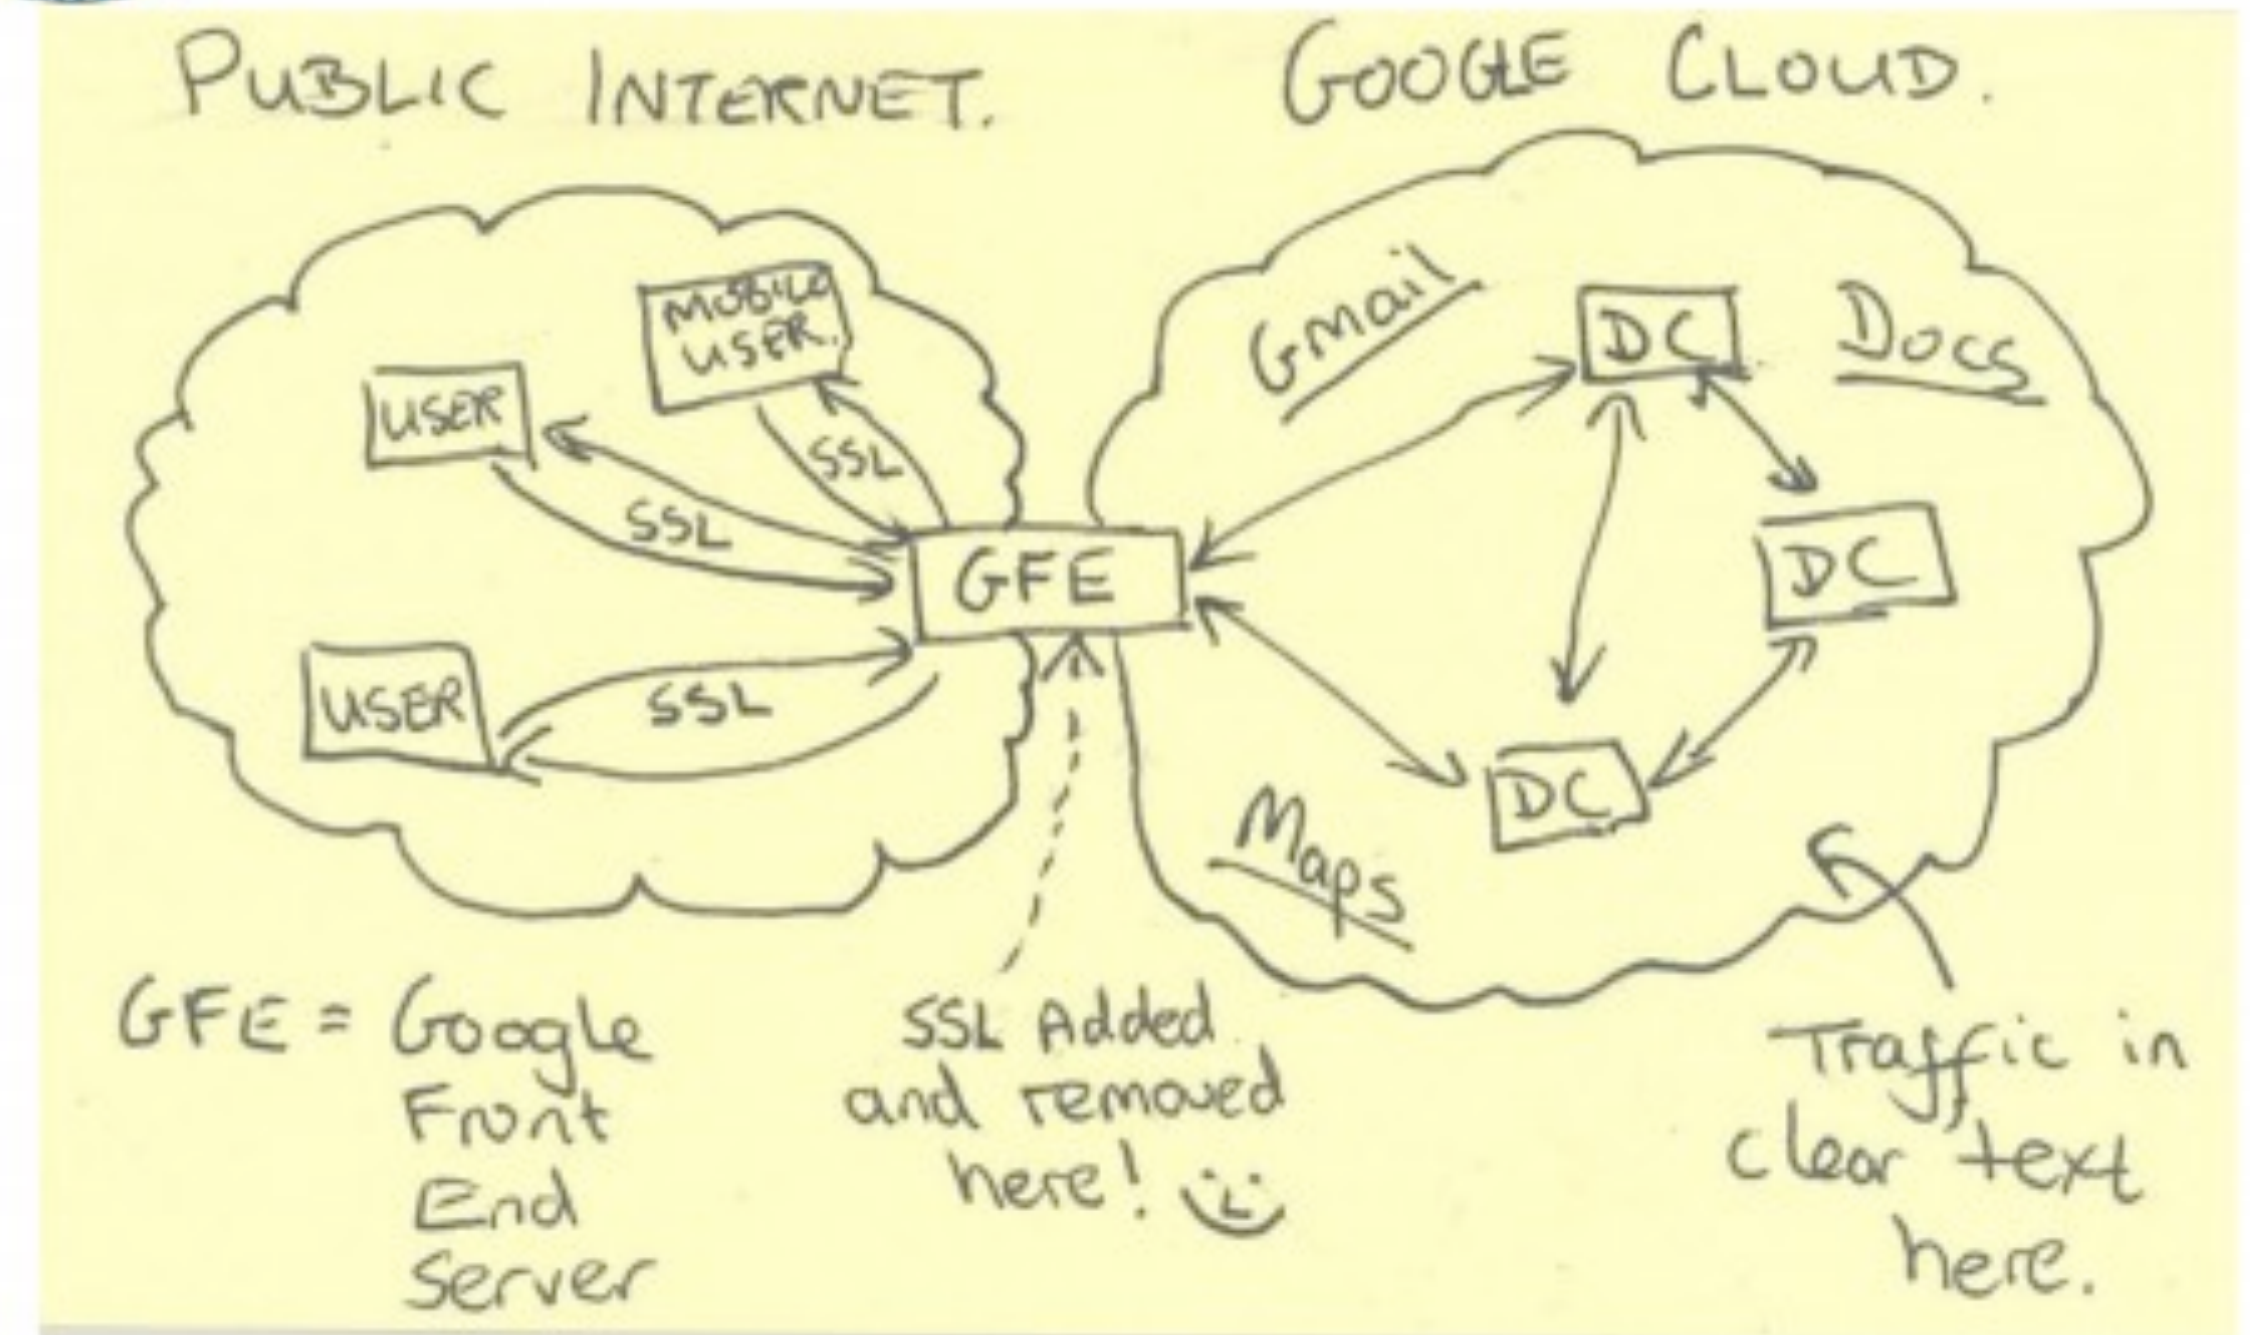 PUBLIC INTERNET.
GOOGLE CLOUD.
MOBILE
USER.
USER
SSL
SSL
USER
SSL
GFE
Gmail
DC
Docs
DC
DC
Maps
GFE = Google
Front
End
Server
SSL Added
and removed
here!
Traffic in
clear text
here.